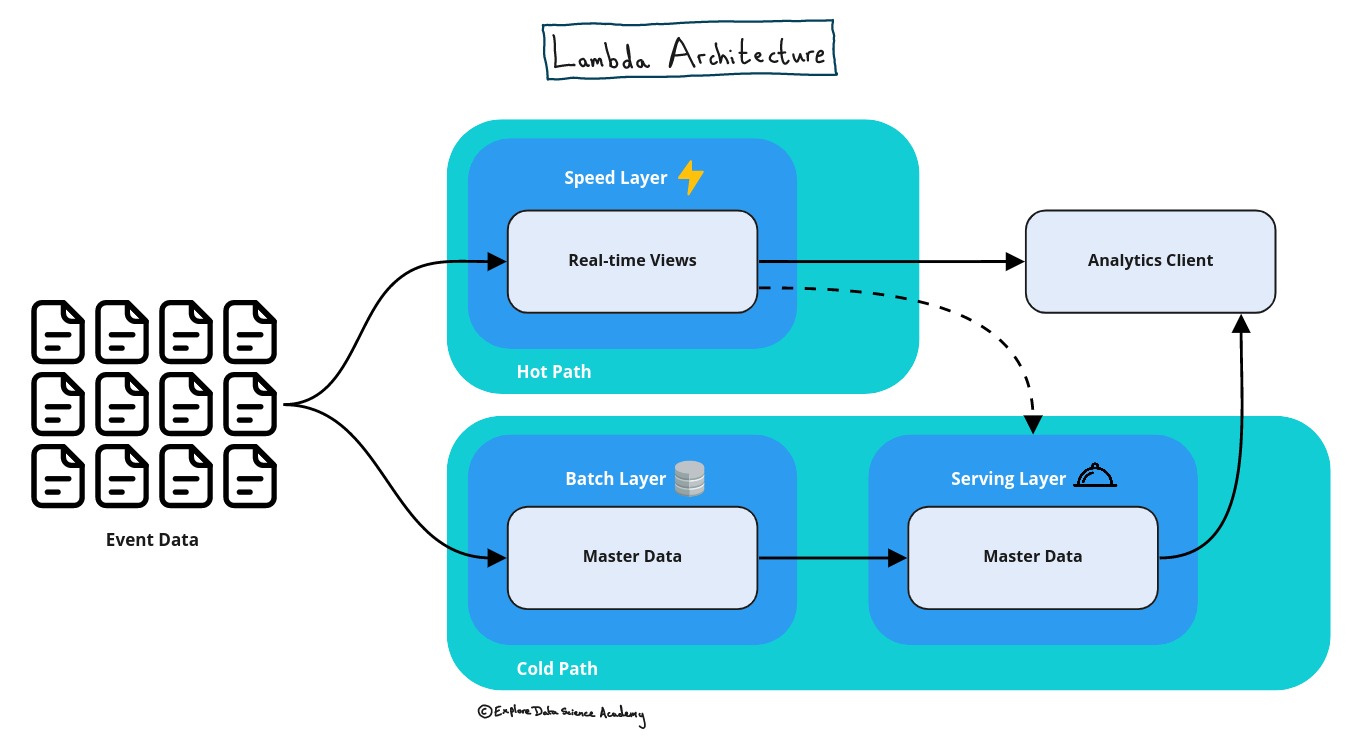 Lambda Architecture
Speed Layer
Real-time Views
Hot Path
Analytics Client
Event Data
Batch Layer
Master Data
Serving Layer
Master Data
Cold Path
©Explore Data Science Academy